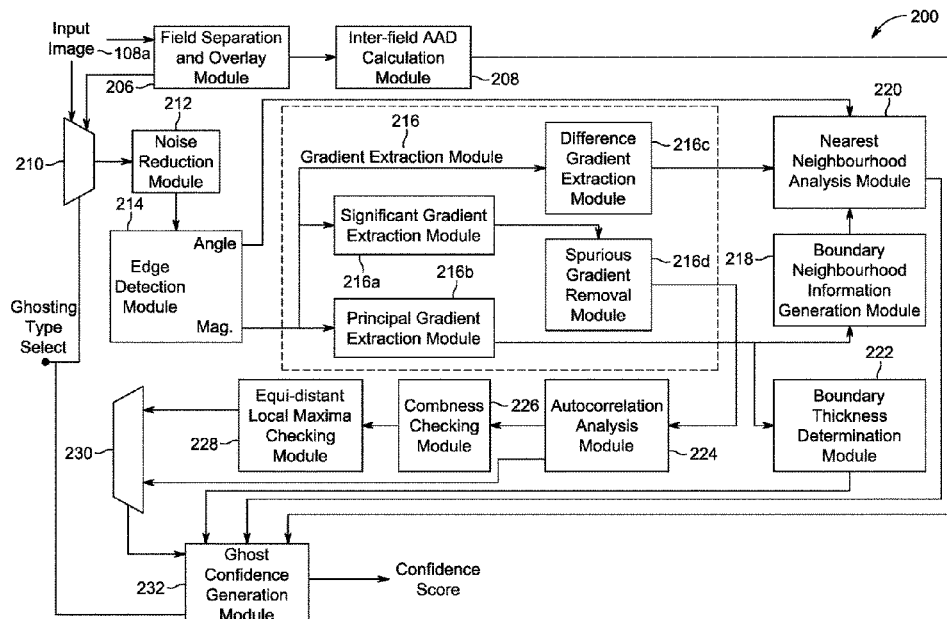 200
Input
Image
108a
Field Separation
and Overlay
Module
206
Inter-field AAD
Calculation
Module
208
210
212
Noise
Reduction
Module
214
Angle
Edge
Detection
Module
Mag.
Ghosting
Type
Select
216
Gradient Extraction Module
Difference
Gradient
Extraction
Module
216c
Significant Gradient
Extraction Module
216a
216b
Principal Gradient
Extraction Module
Spurious
Gradient
Removal
Module
216d
220
Nearest
Neighbourhood
Analysis Module
218
Boundary
Neighbourhood
Information
Generation Module
222
Boundary
Thickness
Determination
Module
Equi-distant
Local Maxima
Checking
Module
228
Combness
Checking
Module
226
Autocorrelation
Analysis
Module
224
230
Ghost
Confidence
Generation
Module
232
Confidence
Score